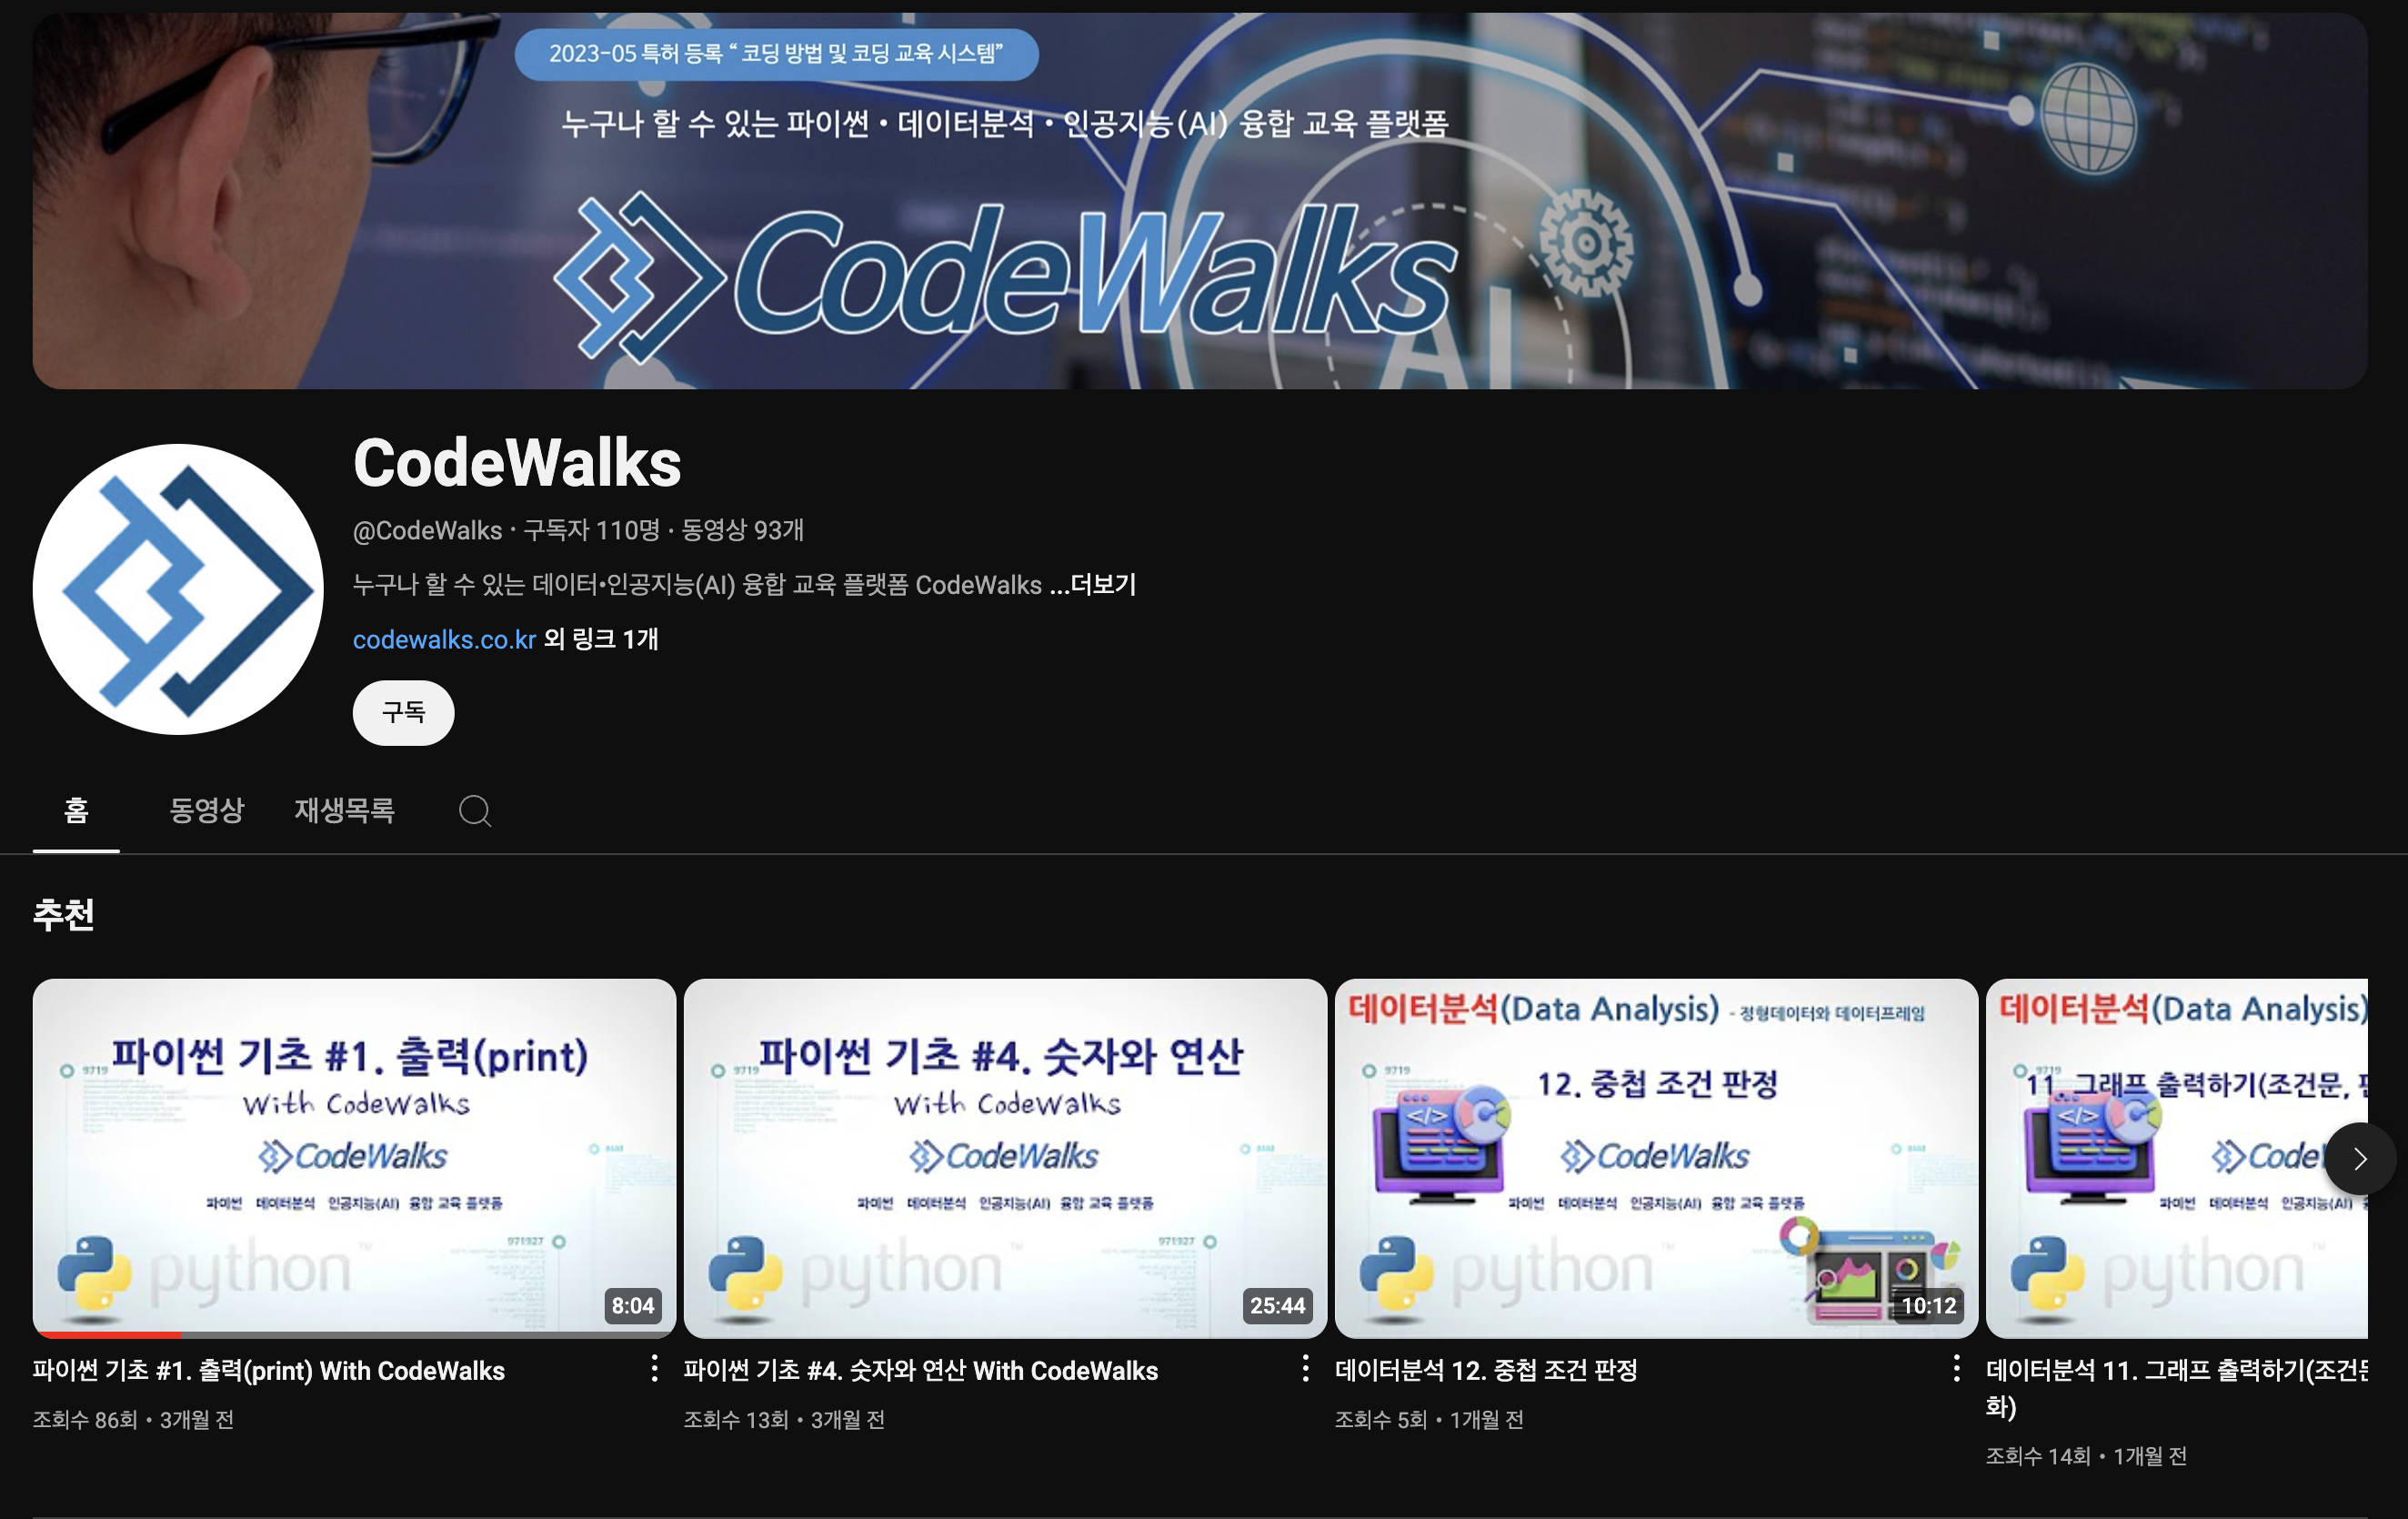 2023-05 특허 등록 “ 코딩 방법 및 코딩 교육 시스템”
누구나 할 수 있는 파이썬 • 데이터분석 • 인공지능(AI) 융합 교육 플랫폼
CodeWalks
AI
CodeWalks
@CodeWalks · 구독자 110명 · 동영상 93개
누구나 할 수 있는 데이터•인공지능(AI) 융합 교육 플랫폼 CodeWalks ...더보기
codewalks.co.kr 외 링크 1개
구독
홈 동영상 재생목록
추천
파이썬 기초 #1. 출력(print)
9719
With CodeWalks
CodeWalks
파이썬 데이터분석 인공지능(AI) 융합 교육 플랫폼
971927
python™
8:04
파이썬 기초 #1. 출력(print) With CodeWalks
조회수 86회 • 3개월 전
파이썬 기초 #4. 숫자와 연산
9719
With CodeWalks
CodeWalks
파이썬 데이터분석 인공지능(AI) 융합 교육 플랫폼
971927
python™
25:44
파이썬 기초 #4. 숫자와 연산 With CodeWalks
조회수 13회 • 3개월 전
데이터분석(Data Analysis) - 정형데이터와 데이터프레임
9719
12. 중첩 조건 판정
</>
CodeWalks
파이썬 데이터분석 인공지능(AI) 융합 교육 플랫폼
python™
10:12
데이터분석 12. 중첩 조건 판정
조회수 5회 • 1개월 전
데이터분석(Data Analysis)
9719
11. 그래프 출력하기(조건문,
</>
Code
파이썬 데이터분석 인공지능(AI)
python™
데이터분석 11. 그래프 출력하기(조건문
화)
조회수 14회 • 1개월 전